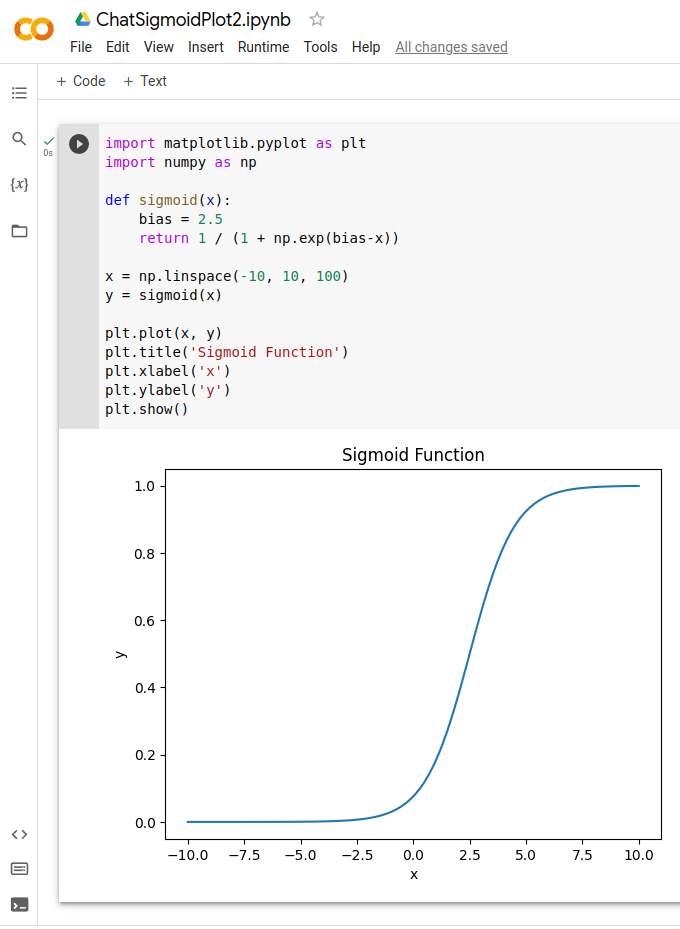 ChatSigmoidPlot2.ipynb
File Edit View Insert Runtime Tools Help All changes saved
+ Code + Text
0s
{x}
import matplotlib.pyplot as plt
import numpy as np
def sigmoid(x):
    bias = 2.5
    return 1 / (1 + np.exp(bias-x))
x = np.linspace(-10, 10, 100)
y = sigmoid(x)
plt.plot(x, y)
plt.title('Sigmoid Function')
plt.xlabel('x')
plt.ylabel('y')
plt.show()
Sigmoid Function
1.0
0.8
0.6
y
0.4
0.2
0.0
−10.0 −7.5 −5.0 −2.5 0.0 2.5 5.0 7.5 10.0
x